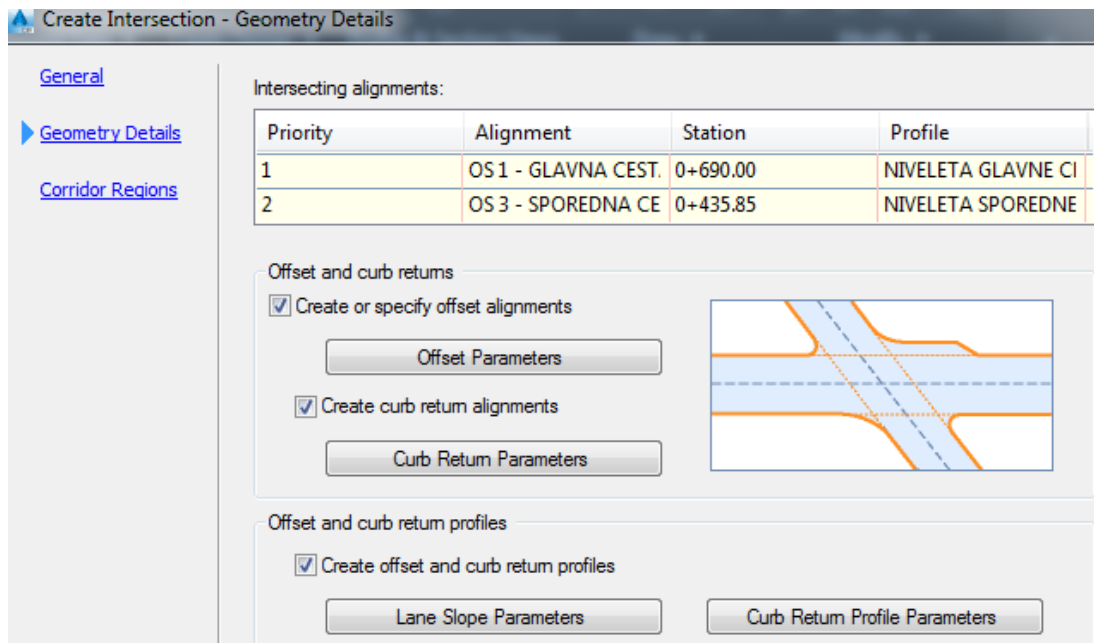 Create Intersection - Geometry Details
General
Geometry Details
Corridor Regions
Intersecting alignments:
Priority Alignment Station Profile
1 OS 1 - GLAVNA CEST. 0+690.00 NIVELETA GLAVNE CI
2 OS 3 - SPOREDNA CE 0+435.85 NIVELETA SPOREDNE
Offset and curb returns
Create or specify offset alignments
Offset Parameters
Create curb return alignments
Curb Return Parameters
Offset and curb return profiles
Create offset and curb return profiles
Lane Slope Parameters Curb Return Profile Parameters